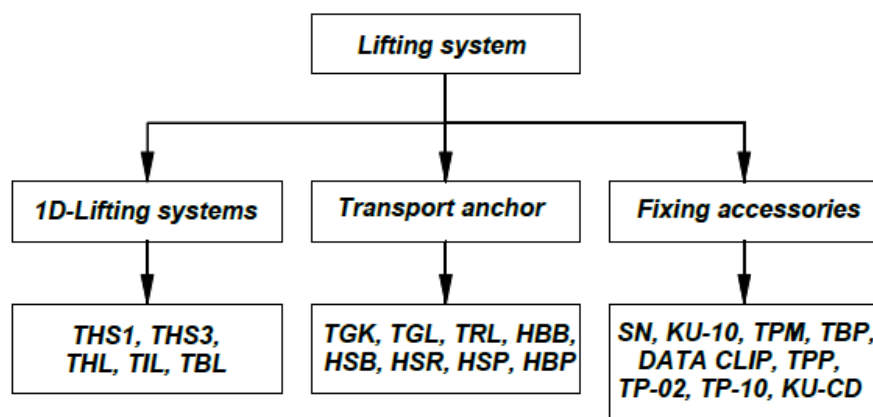 Lifting system
1D-Lifting systems
Transport anchor
Fixing accessories
THS1, THS3,
THL, TIL, TBL
TGK, TGL, TRL, HBB,
HSB, HSR, HSP, HBP
SN, KU-10, TPM, TBP,
DATA CLIP, TPP,
TP-02, TP-10, KU-CD